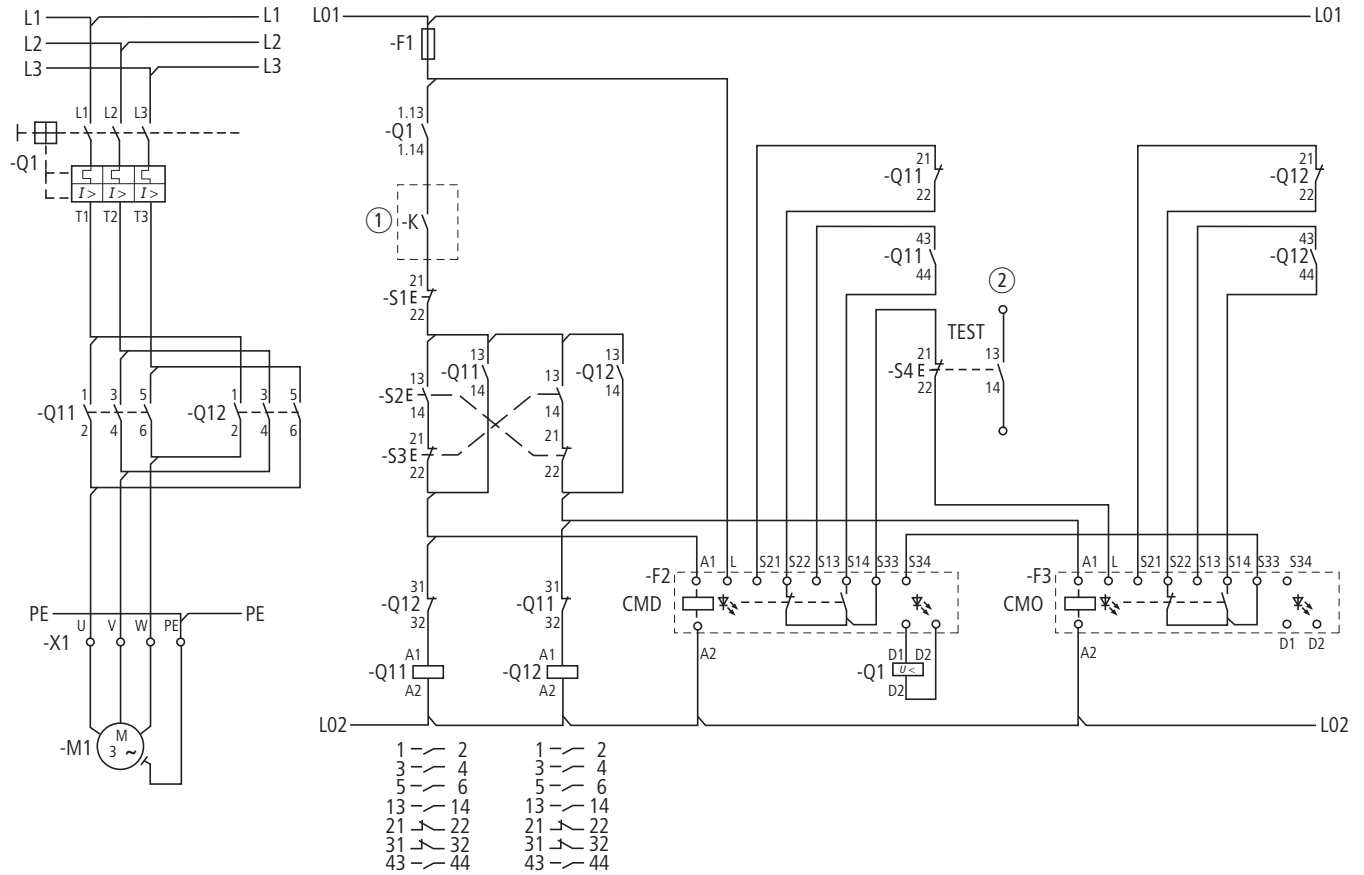 L1 L1
L2 L2
L3 L3
L1 L2 L3
-Q1
I> I> I>
T1 T2 T3
1 3 5 1 3 5
-Q11 -Q12
2 4 6 2 4 6
PE PE
U V W PE
-X1
-M1 M
3 ~
L01 L01
-F1
1.13
-Q1
1.14
1 -K
21
-S1E
22
13 13
-Q11 -Q12
14 14
13 13
-S2E
14 14
21 21
-S3E
22 22
31 31
-Q12 -Q11
32 32
A1 A1
-Q11 -Q12
A2 A2
L02 L02
21 21
-Q11 -Q12
22 22
43 43
-Q11 -Q12
44 44
2
TEST
21 13
-S4E
22 14
A1 L S21 S22 S13 S14 S33 S34
-F2
CMD
A2
D1 D2
-Q1 U<
D2
A1 L S21 S22 S13 S14 S33 S34
-F3
CMO
A2
D1 D2
1 2 1 2
3 4 3 4
5 6 5 6
13 14 13 14
21 22 21 22
31 32 31 32
43 44 43 44